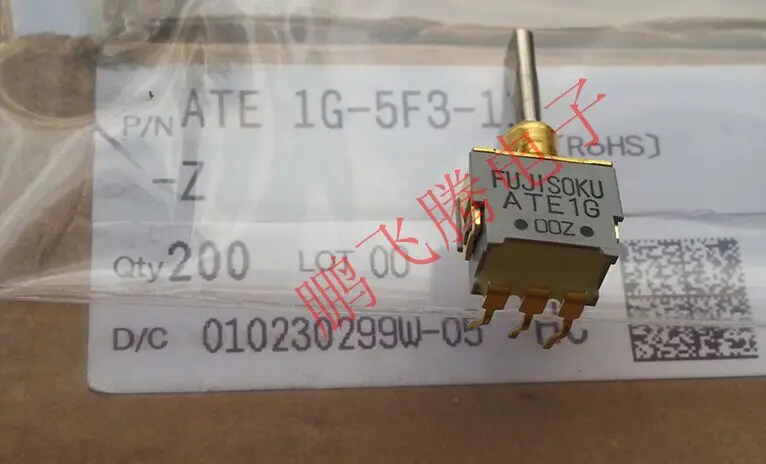 P/N ATE 1G-5F3-1
(RoHS)
-Z
Qty 200 LOT 00
D/C 010230299W-05
FUJISOKU
ATE1G
•00Z•
鹏飞腾电子